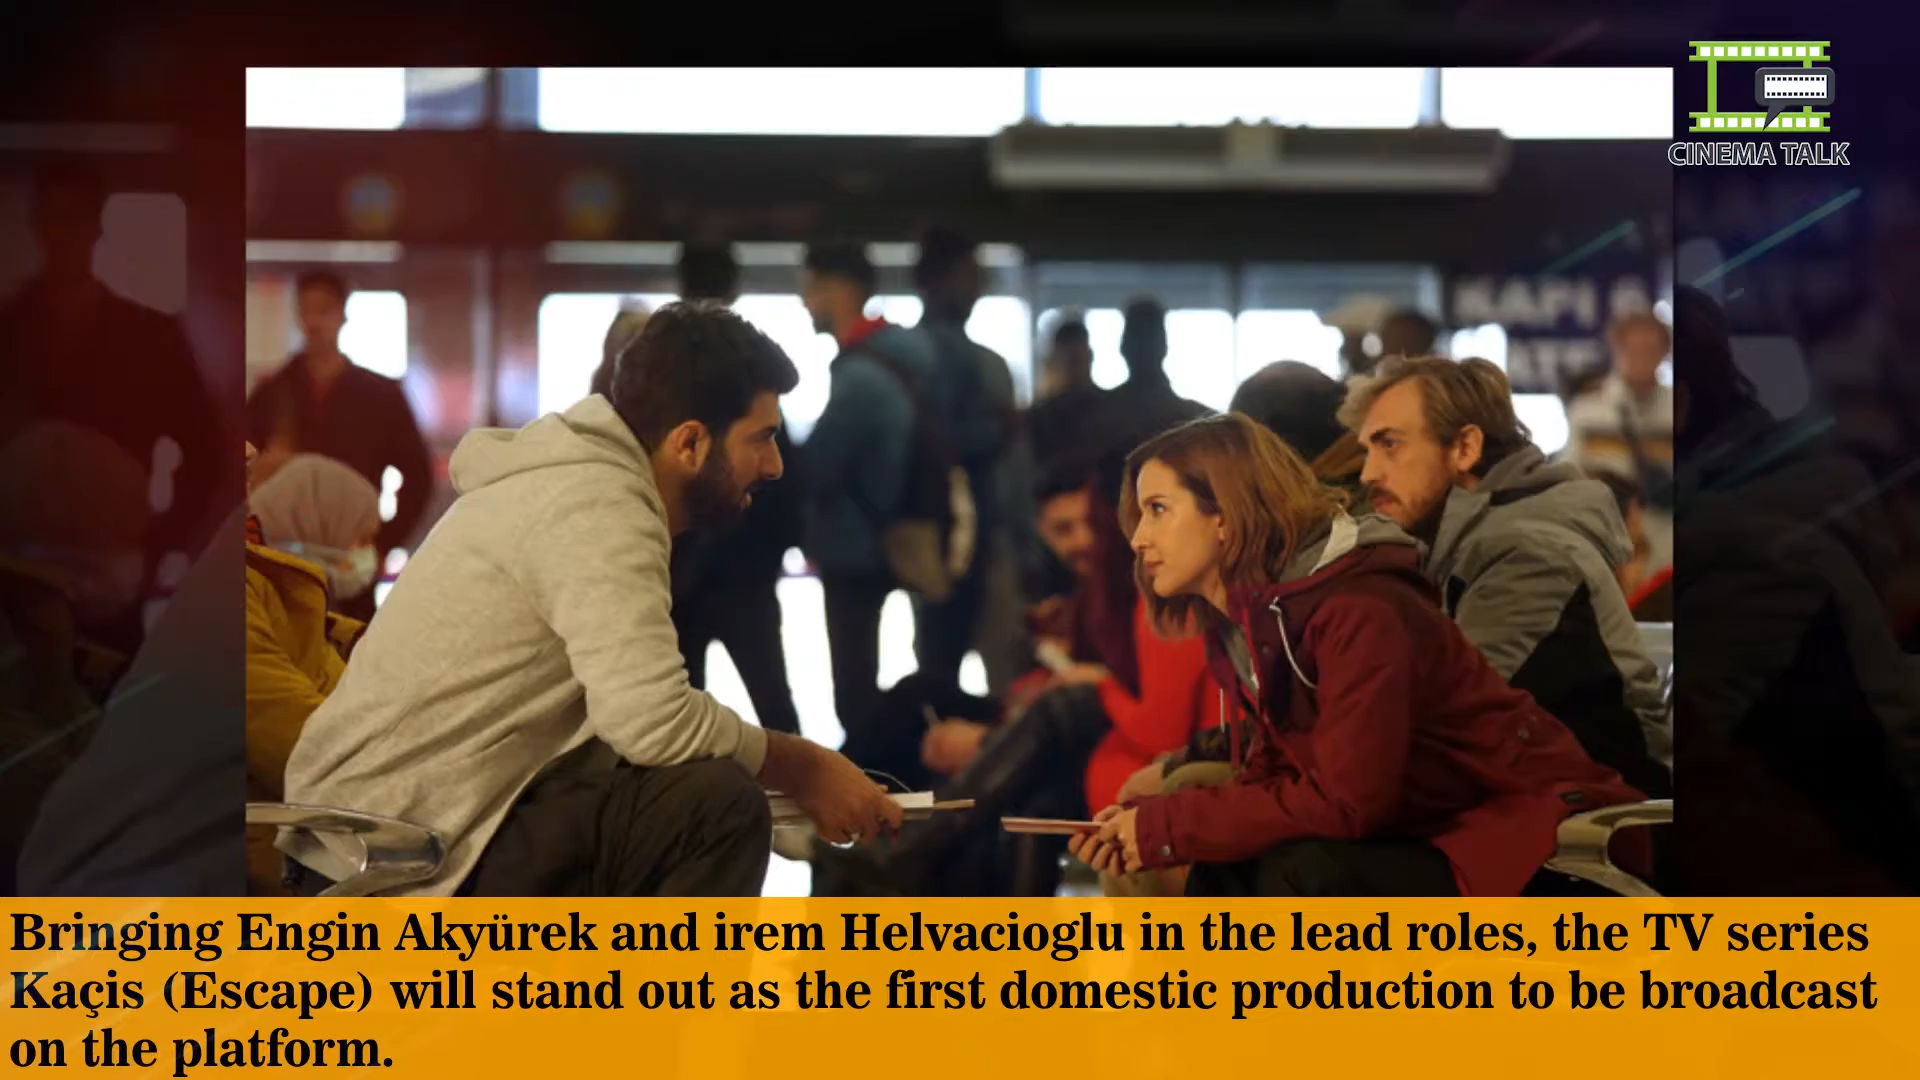 CINEMA TALK
KAPI
Bringing Engin Akyürek and irem Helvacioglu in the lead roles, the TV series
Kaçis (Escape) will stand out as the first domestic production to be broadcast
on the platform.